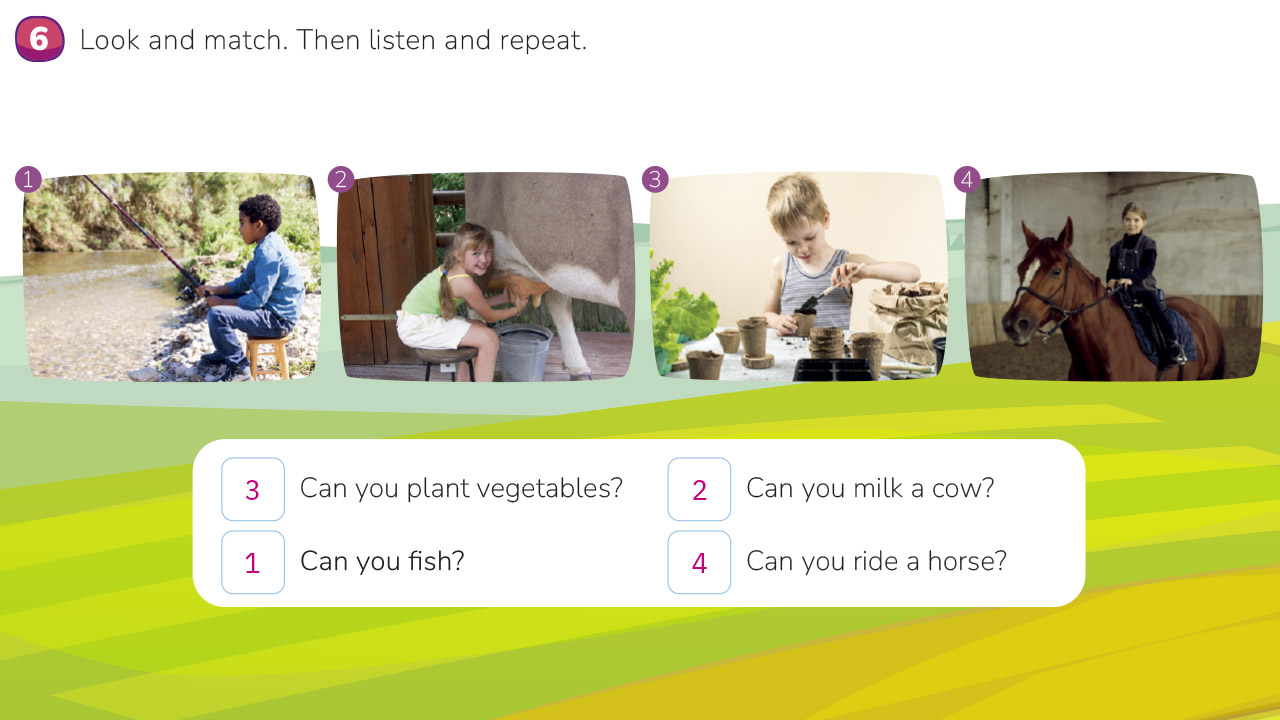 6 Look and match. Then listen and repeat.
1 2 3 4
3 Can you plant vegetables? 2 Can you milk a cow?
1 Can you fish? 4 Can you ride a horse?